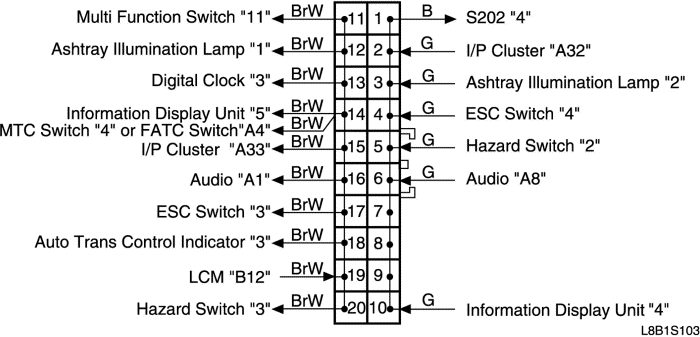 Multi Function Switch "11" BrW 11 1 B S202 "4"
Ashtray Illumination Lamp "1" BrW 12 2 G I/P Cluster "A32"
Digital Clock "3" BrW 13 3 G Ashtray Illumination Lamp "2"
Information Display Unit "5" BrW 14 4 G ESC Switch "4"
MTC Switch "4" or FATC Switch"A4" BrW
I/P Cluster "A33" BrW 15 5 G Hazard Switch "2"
Audio "A1" BrW 16 6 G Audio "A8"
ESC Switch "3" BrW 17 7
Auto Trans Control Indicator "3" BrW 18 8
LCM "B12" BrW 19 9
Hazard Switch "3" BrW 20 10 G Information Display Unit "4"
L8B1S103